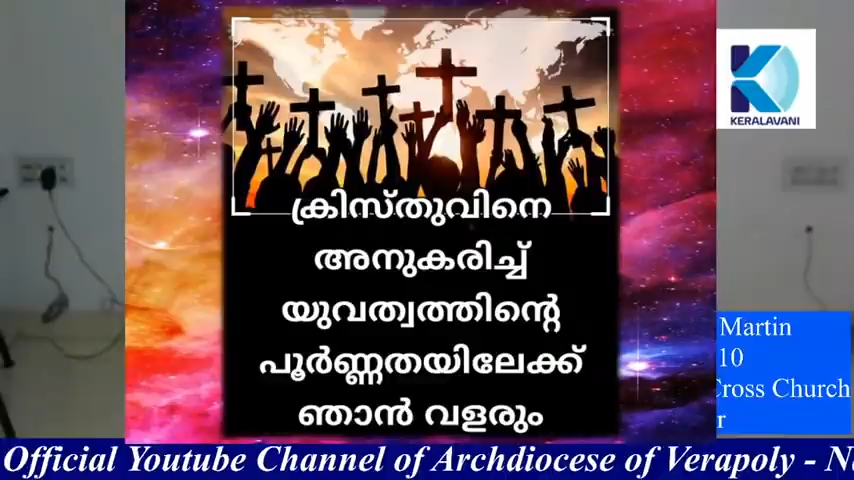 ക്രിസ്തുവിനെ
അനുകരിച്ച്
യുവത്വത്തിന്റെ
പൂർണ്ണതയിലേക്ക്
ഞാൻ വളരും
KERALAVANI
Martin
10
Cross Church
r
Official Youtube Channel of Archdiocese of Verapoly -